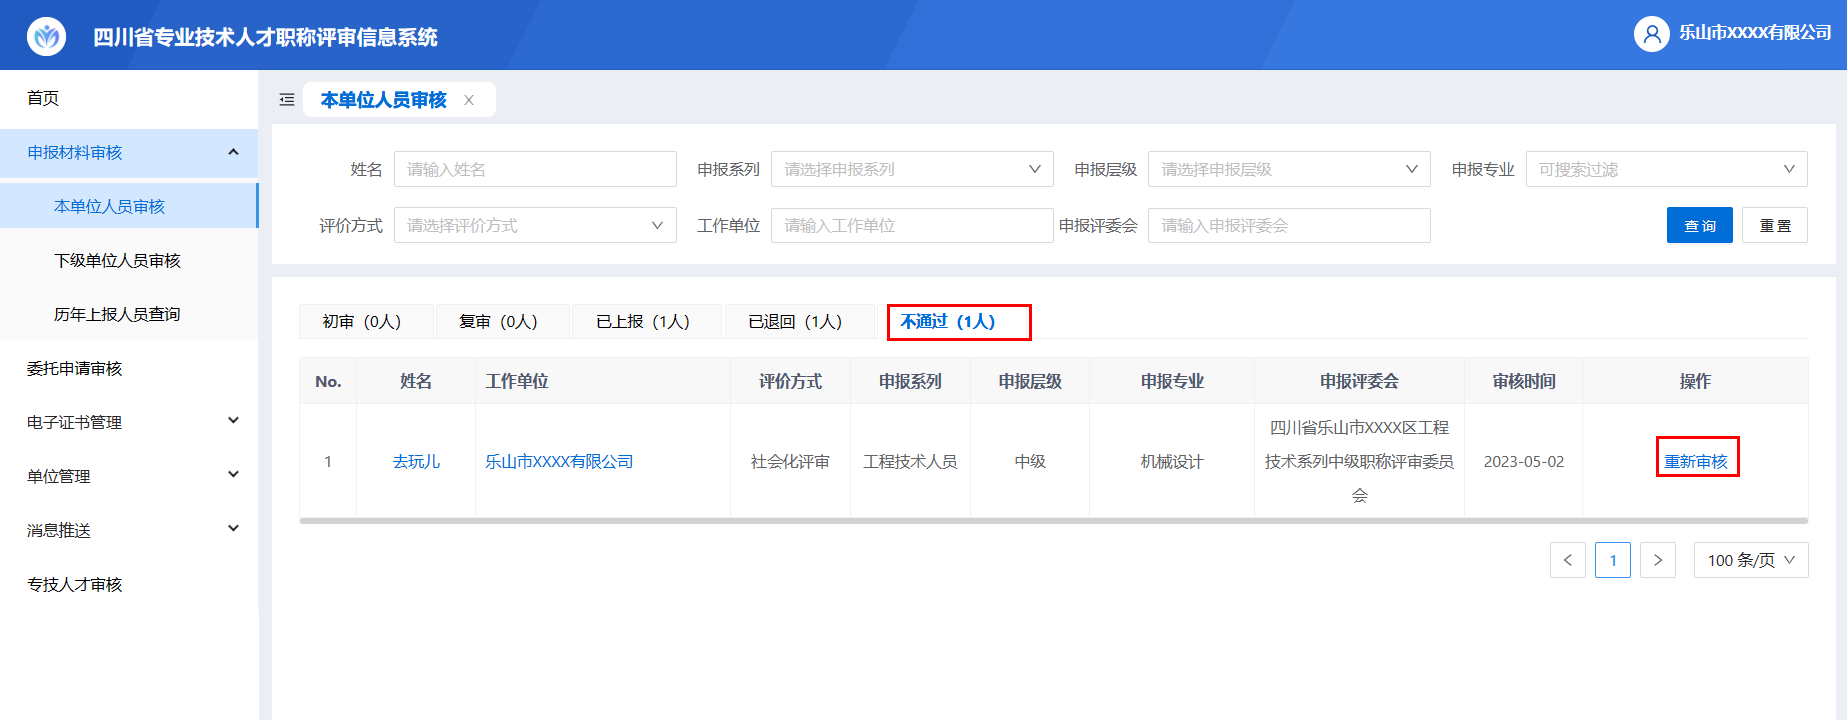 四川省专业技术人才职称评审信息系统
乐山市XXXX有限公司
首页
申报材料审核
本单位人员审核
下级单位人员审核
历年上报人员查询
委托申请审核
电子证书管理
单位管理
消息推送
专技人才审核
本单位人员审核 X
姓名 请输入姓名 申报系列 请选择申报系列 申报层级 请选择申报层级 申报专业 可搜索过滤
评价方式 请选择评价方式 工作单位 请输入工作单位 申报评委会 请输入申报评委会 查询 重置
初审（0人） 复审（0人） 已上报（1人） 已退回（1人） 不通过（1人）
No. 姓名 工作单位 评价方式 申报系列 申报层级 申报专业 申报评委会 审核时间 操作
1 去玩儿 乐山市XXXX有限公司 社会化评审 工程技术人员 中级 机械设计 四川省乐山市XXXX区工程
技术系列中级职称评审委员
会 2023-05-02 重新审核
< 1 > 100 条/页